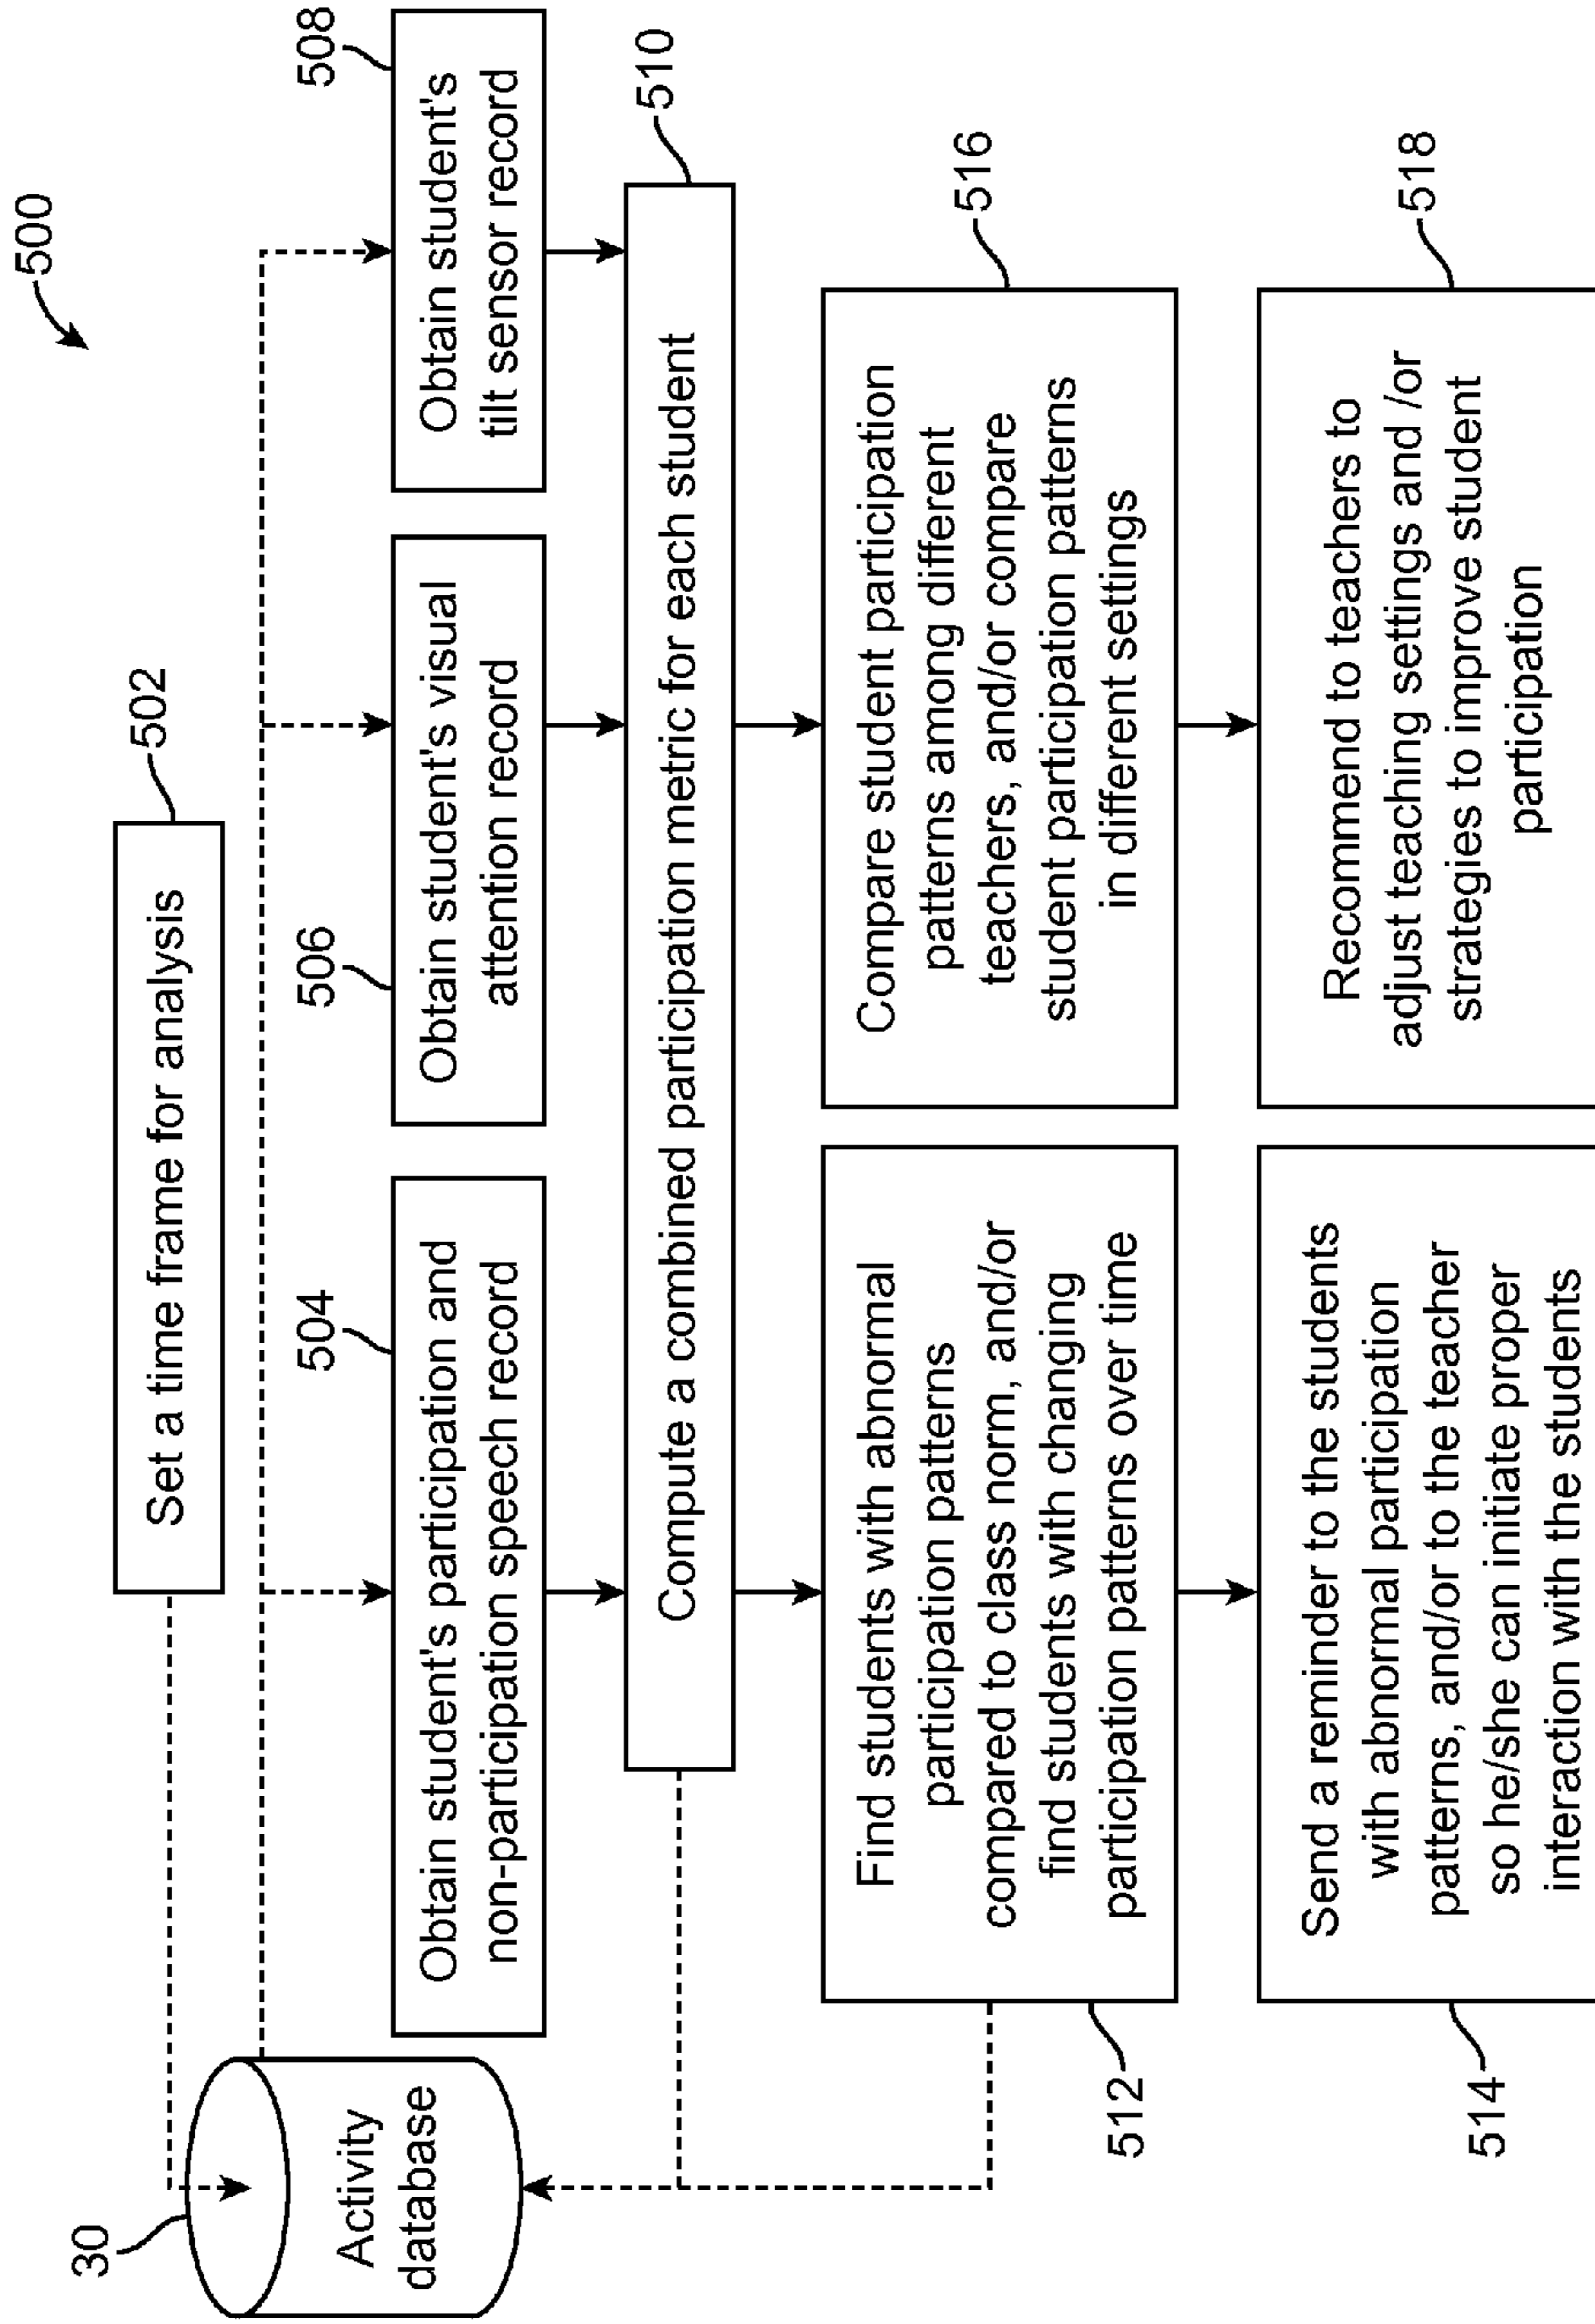 500
502
Set a time frame for analysis
30
Activity
database
504
Obtain student's participation and
non-participation speech record
506
Obtain student's visual
attention record
508
Obtain student's
tilt sensor record
510
Compute a combined participation metric for each student
Find students with abnormal
participation patterns
compared to class norm, and/or
find students with changing
participation patterns over time
512
Compare student participation
patterns among different
teachers, and/or compare
student participation patterns
in different settings
516
Send a reminder to the students
with abnormal participation
patterns, and/or to the teacher
so he/she can initiate proper
interaction with the students
514
Recommend to teachers to
adjust teaching settings and /or
strategies to improve student
participation
518